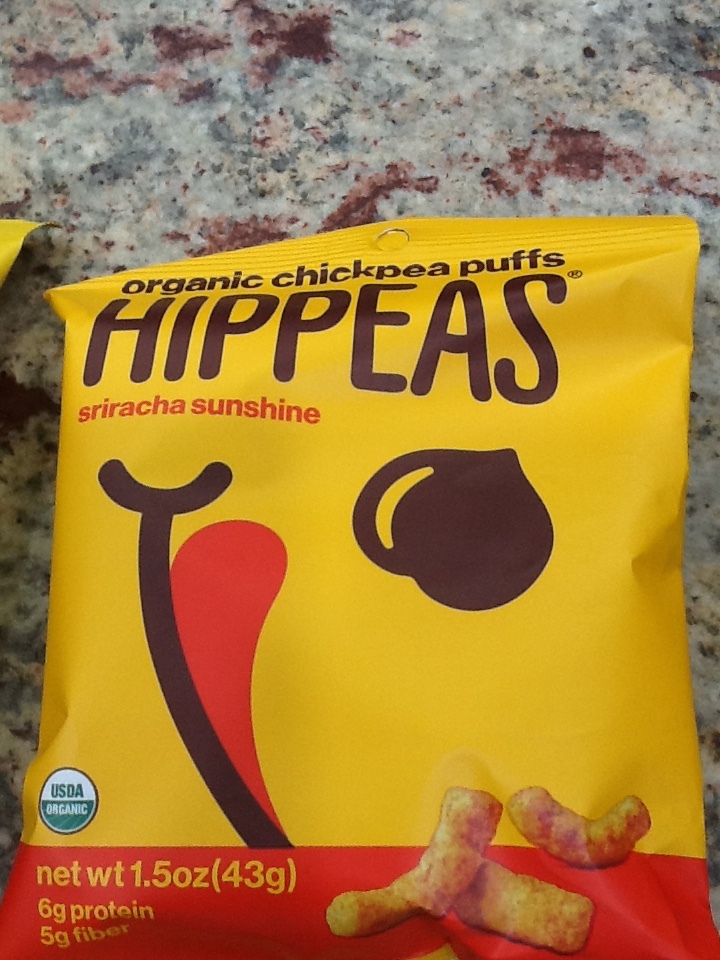 organic chickpea puffs
HIPPEAS®
sriracha sunshine
USDA
ORGANIC
net wt 1.5oz(43g)
6g protein
5g fiber